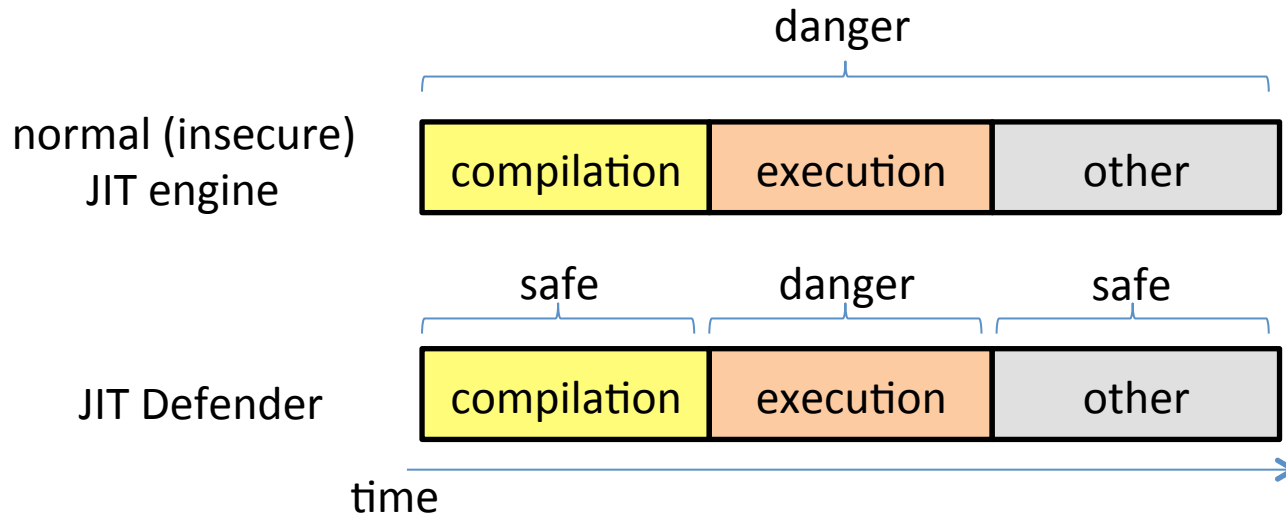 danger
normal (insecure)
JIT engine
compilation execution other
safe danger safe
JIT Defender
compilation execution other
time